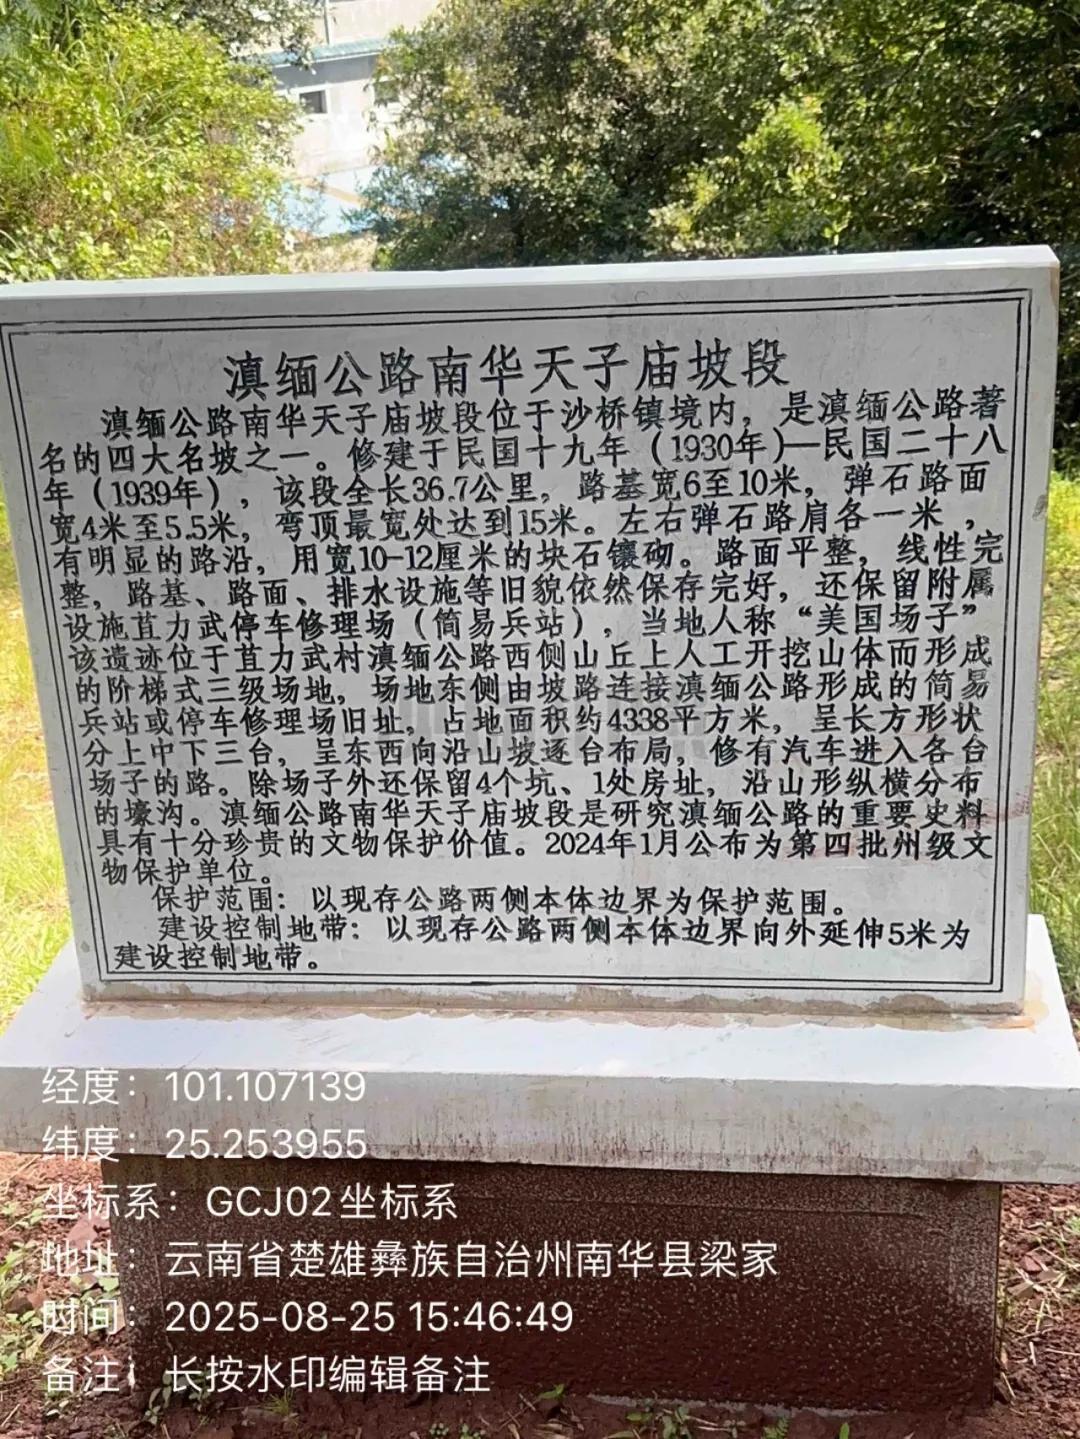 滇缅公路南华天子庙坡段
滇缅公路南华天子庙坡段位于沙桥镇境内，是滇缅公路著
名的四大名坡之一。修建于民国十九年（1930年)—民国二十八
年（1939年），该段全长36.7公里，路基宽6至10米，弹石路面
宽4米至5.5米，弯顶最宽处达到15米。左右弹石路肩各一米，
有明显的路沿，用宽10-12厘米的块石镶砌。路面平整，线性完
整，路基、路面、排水设施等旧貌依然保存完好，还保留附属
设施苴力武停车修理场（简易兵站），当地人称“美国场子”
该遗迹位于苴力武村滇缅公路西侧山丘上人工开挖山体而形成
的阶梯式三级场地，场地东侧由坡路连接滇缅公路形成的简易
兵站或停车修理场旧址，占地面积约4338平方米，呈长方形状
分上中下三台，呈东西向沿山坡逐台布局，修有汽车进入各台
场子的路。除场子外还保留4个坑、1处房址，沿山形纵横分布
的壕沟。滇缅公路南华天子庙坡段是研究滇缅公路的重要史料
具有十分珍贵的文物保护价值。2024年1月公布为第四批州级文
物保护单位。
保护范围：以现存公路两侧本体边界为保护范围。
建设控制地带：以现存公路两侧本体边界向外延伸5米为
建设控制地带。
经度：101.107139
纬度：25.253955
坐标系：GCJ02坐标系
地址：云南省楚雄彝族自治州南华县梁家
时间：2025-08-25 15:46:49
备注：长按水印编辑备注